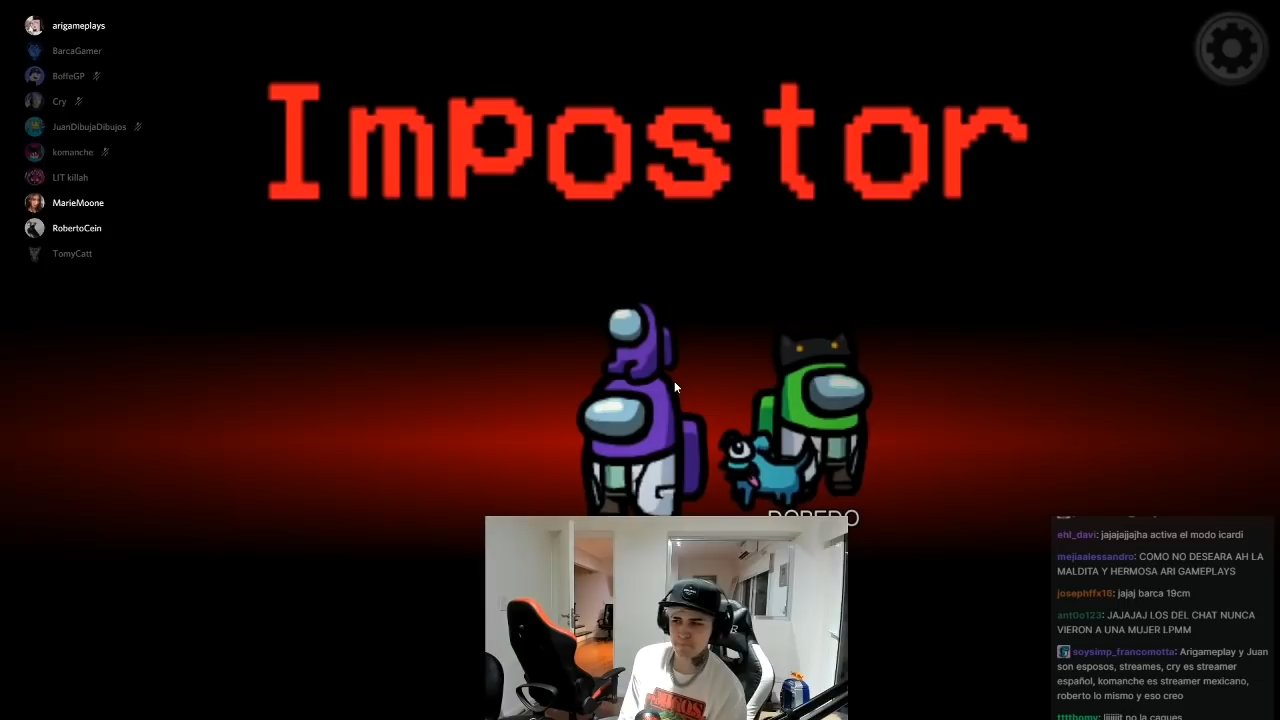 arigameplays
BarcaGamer
BoffeGP
Cry
JuanDibujaDibujos
komanche
LIT killah
MarieMoone
RobertoCein
TomyCatt
Impostor
ehl_davi: jajajajjajha activa el modo icardi
mejiaalessandro: COMO NO DESEARA AH LA
MALDITA Y HERMOSA ARI GAMEPLAYS
josephffx16: jajaj barca 19cm
ant0o123: JAJAJAJ LOS DEL CHAT NUNCA
VIERON A UNA MUJER LPMM
soysimp_francomotta: Arigameplay y Juan
son esposos, streames, cry es streamer
español, komanche es streamer mexicano,
roberto lo mismo y eso creo